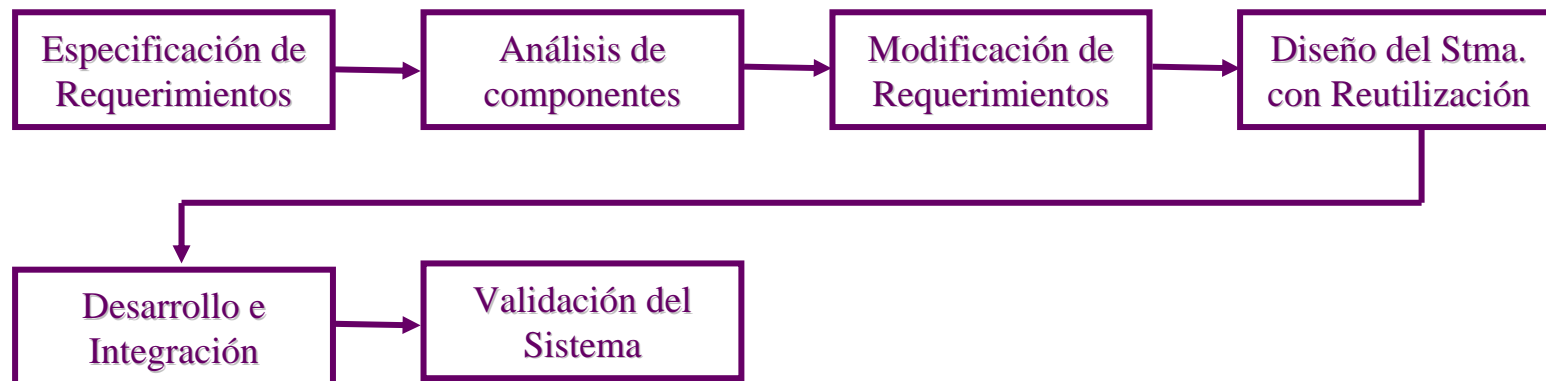 Especificación de
Requerimientos
Análisis de
componentes
Modificación de
Requerimientos
Diseño del Stma.
con Reutilización
Desarrollo e
Integración
Validación del
Sistema